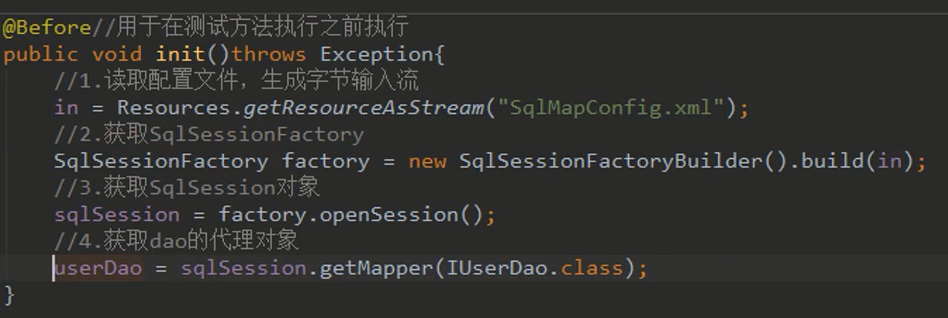 @Before//用于在测试方法执行之前执行
public void init()throws Exception{
//1.读取配置文件，生成字节输入流
in = Resources.getResourceAsStream("SqlMapConfig.xml");
//2.获取SqlSessionFactory
SqlSessionFactory factory = new SqlSessionFactoryBuilder().build(in);
//3.获取SqlSession对象
sqlSession = factory.openSession();
//4.获取dao的代理对象
userDao = sqlSession.getMapper(IUserDao.class);
}